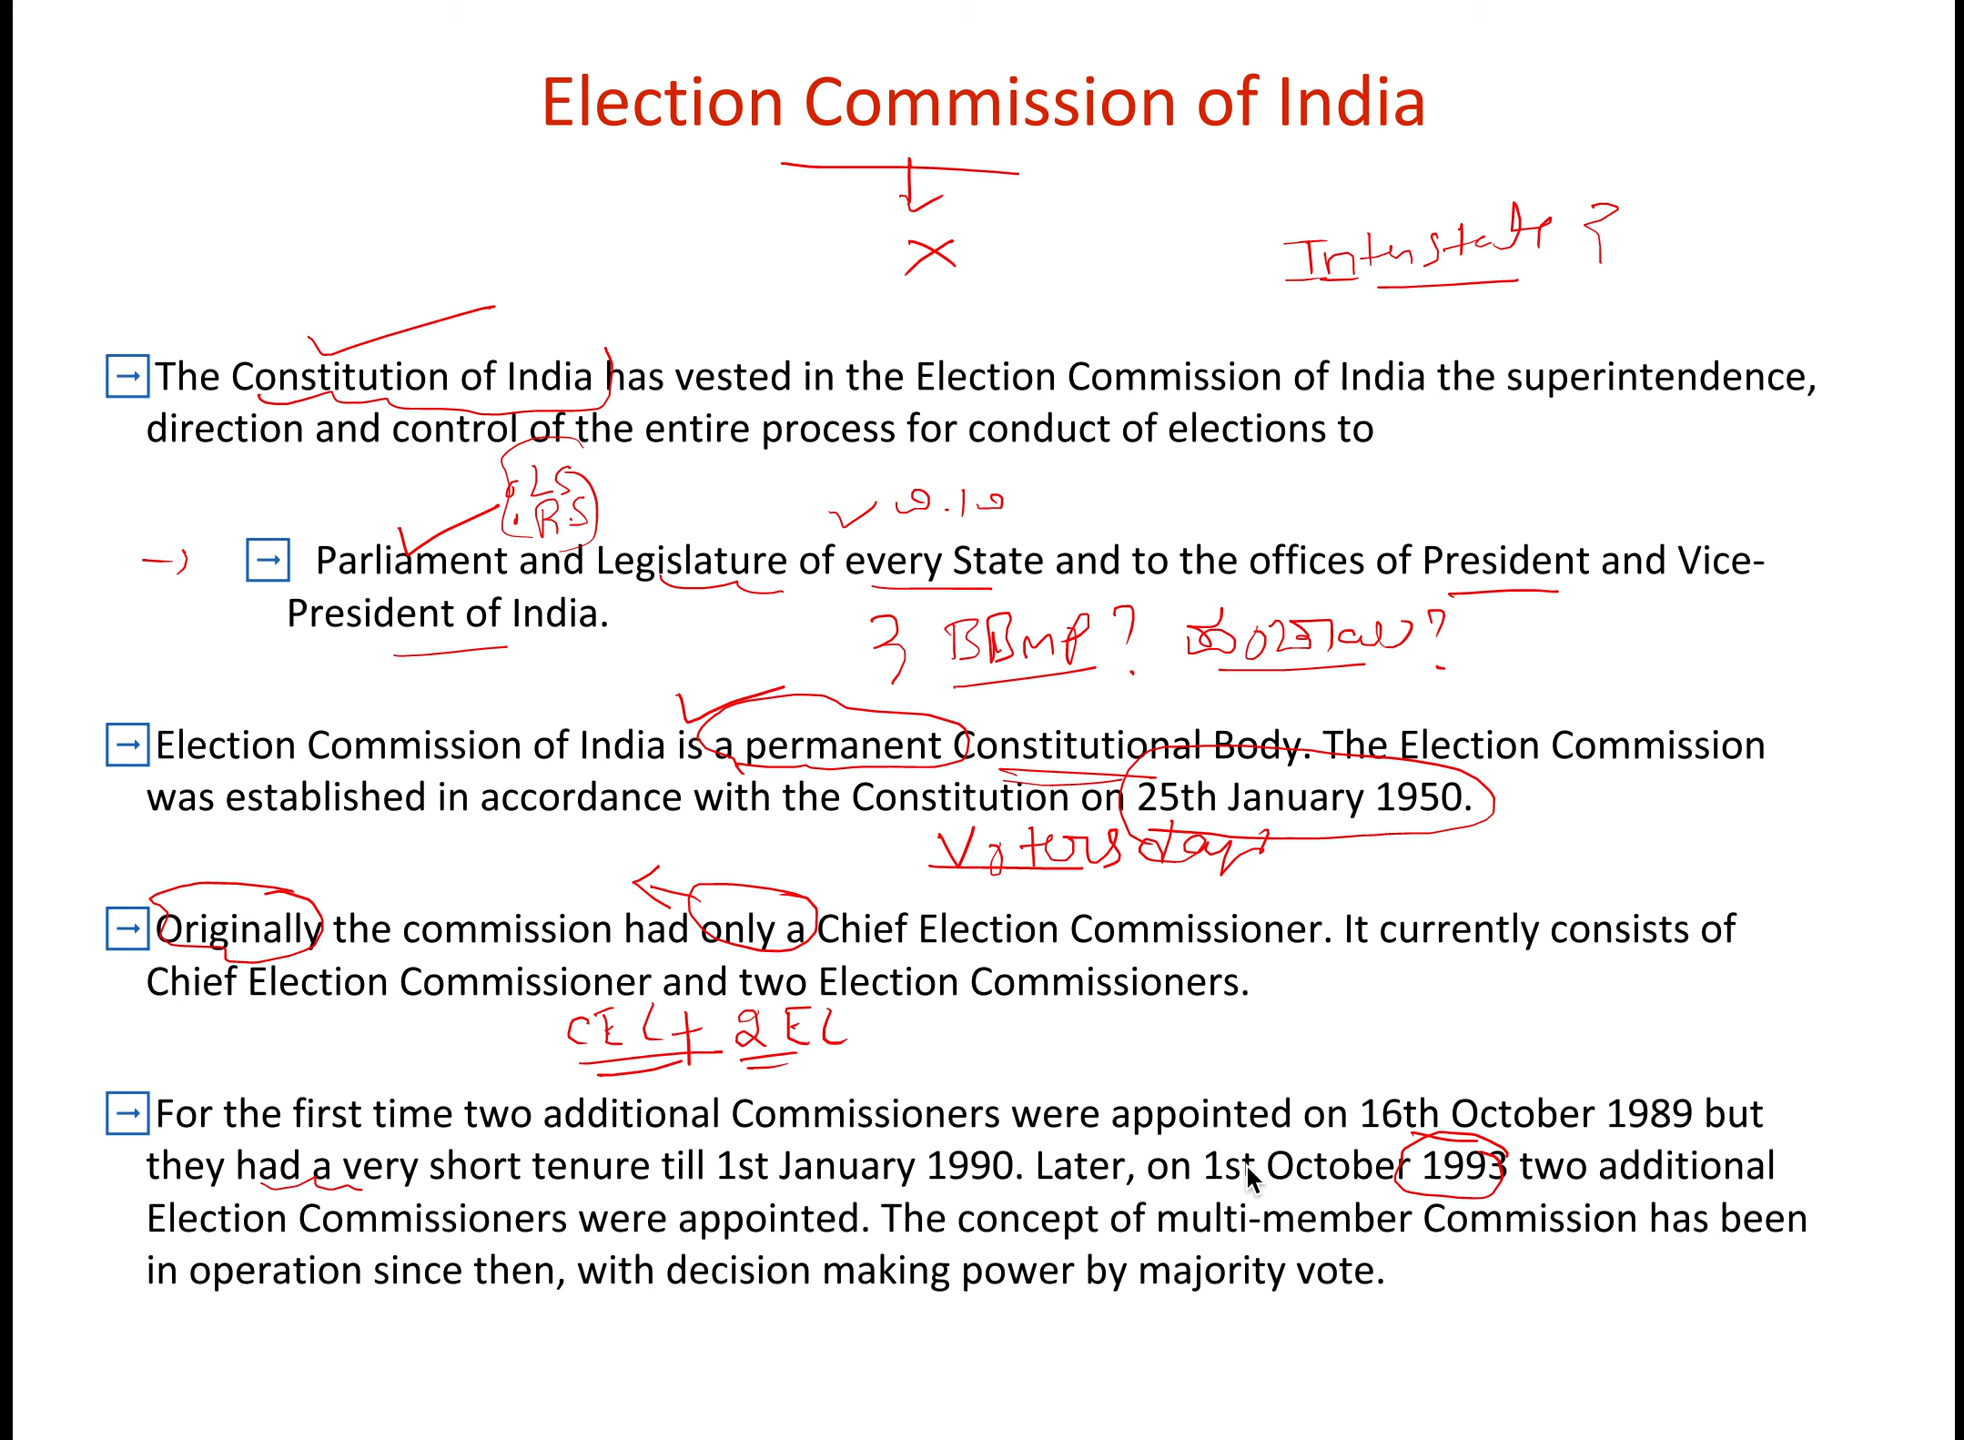 Election Commission of India
Interstate ?
→ The Constitution of India has vested in the Election Commission of India the superintendence,
direction and control of the entire process for conduct of elections to
LS
RS
→ Parliament and Legislature of every State and to the offices of President and Vice-
President of India.
BBMP ?
→ Election Commission of India is a permanent Constitutional Body. The Election Commission
was established in accordance with the Constitution on 25th January 1950.
Voters day
→ Originally the commission had only a Chief Election Commissioner. It currently consists of
Chief Election Commissioner and two Election Commissioners.
CEC + 2 EC
→ For the first time two additional Commissioners were appointed on 16th October 1989 but
they had a very short tenure till 1st January 1990. Later, on 1st October 1993 two additional
Election Commissioners were appointed. The concept of multi-member Commission has been
in operation since then, with decision making power by majority vote.